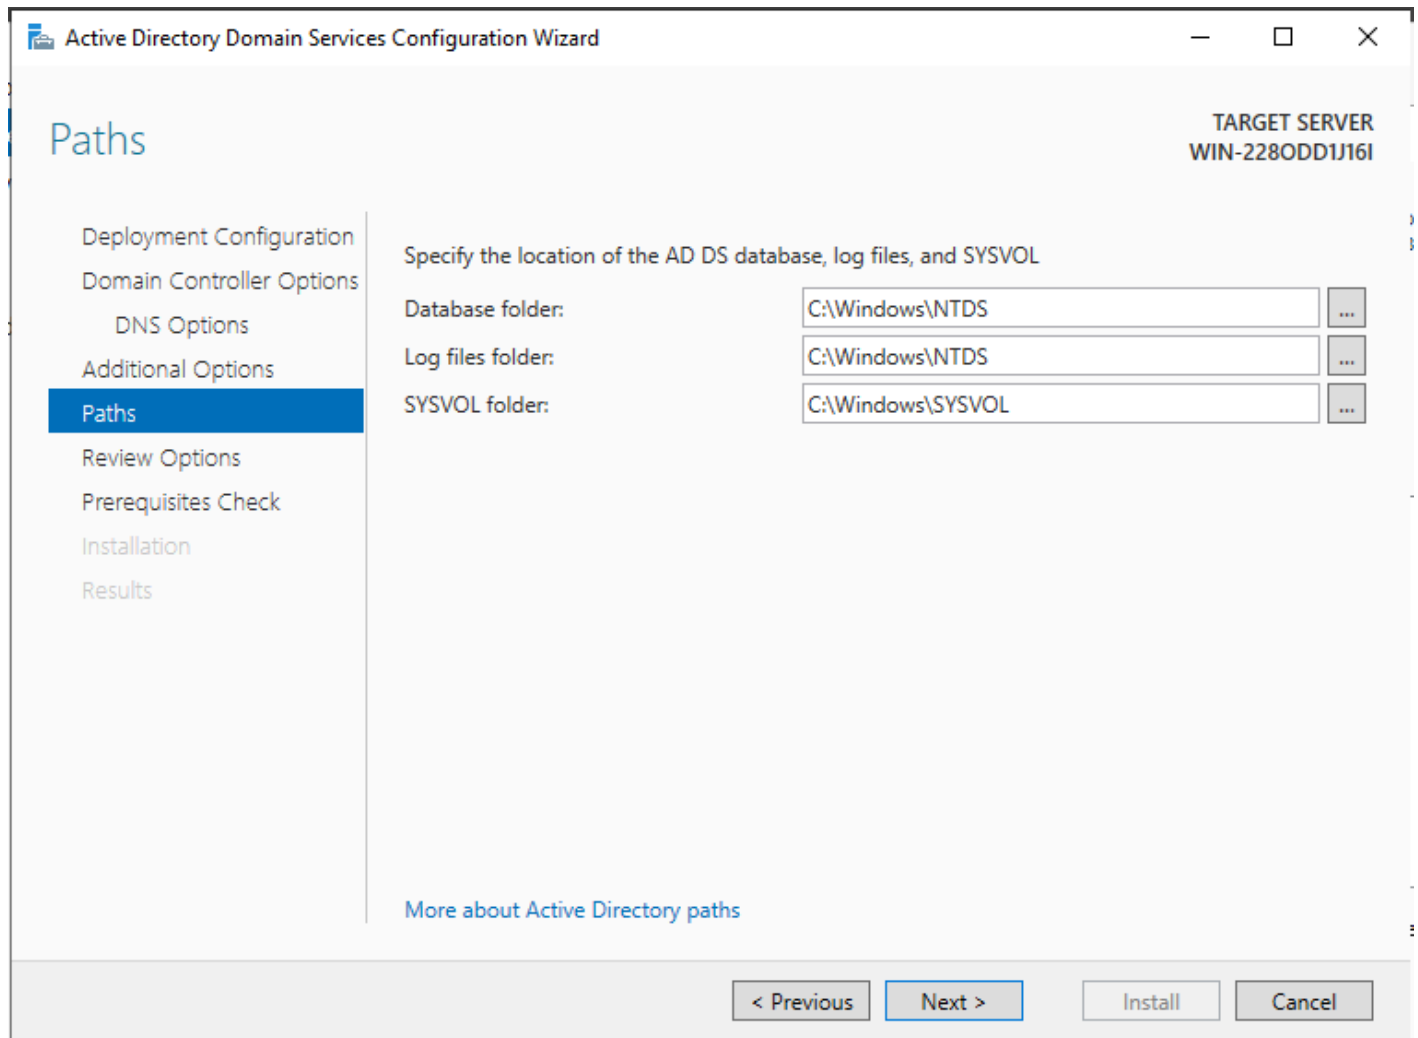 Active Directory Domain Services Configuration Wizard
Paths
TARGET SERVER
WIN-228ODD1J16I
Deployment Configuration
Domain Controller Options
DNS Options
Additional Options
Paths
Review Options
Prerequisites Check
Installation
Results
Specify the location of the AD DS database, log files, and SYSVOL
Database folder: C:\Windows\NTDS ...
Log files folder: C:\Windows\NTDS ...
SYSVOL folder: C:\Windows\SYSVOL ...
More about Active Directory paths
< Previous Next > Install Cancel